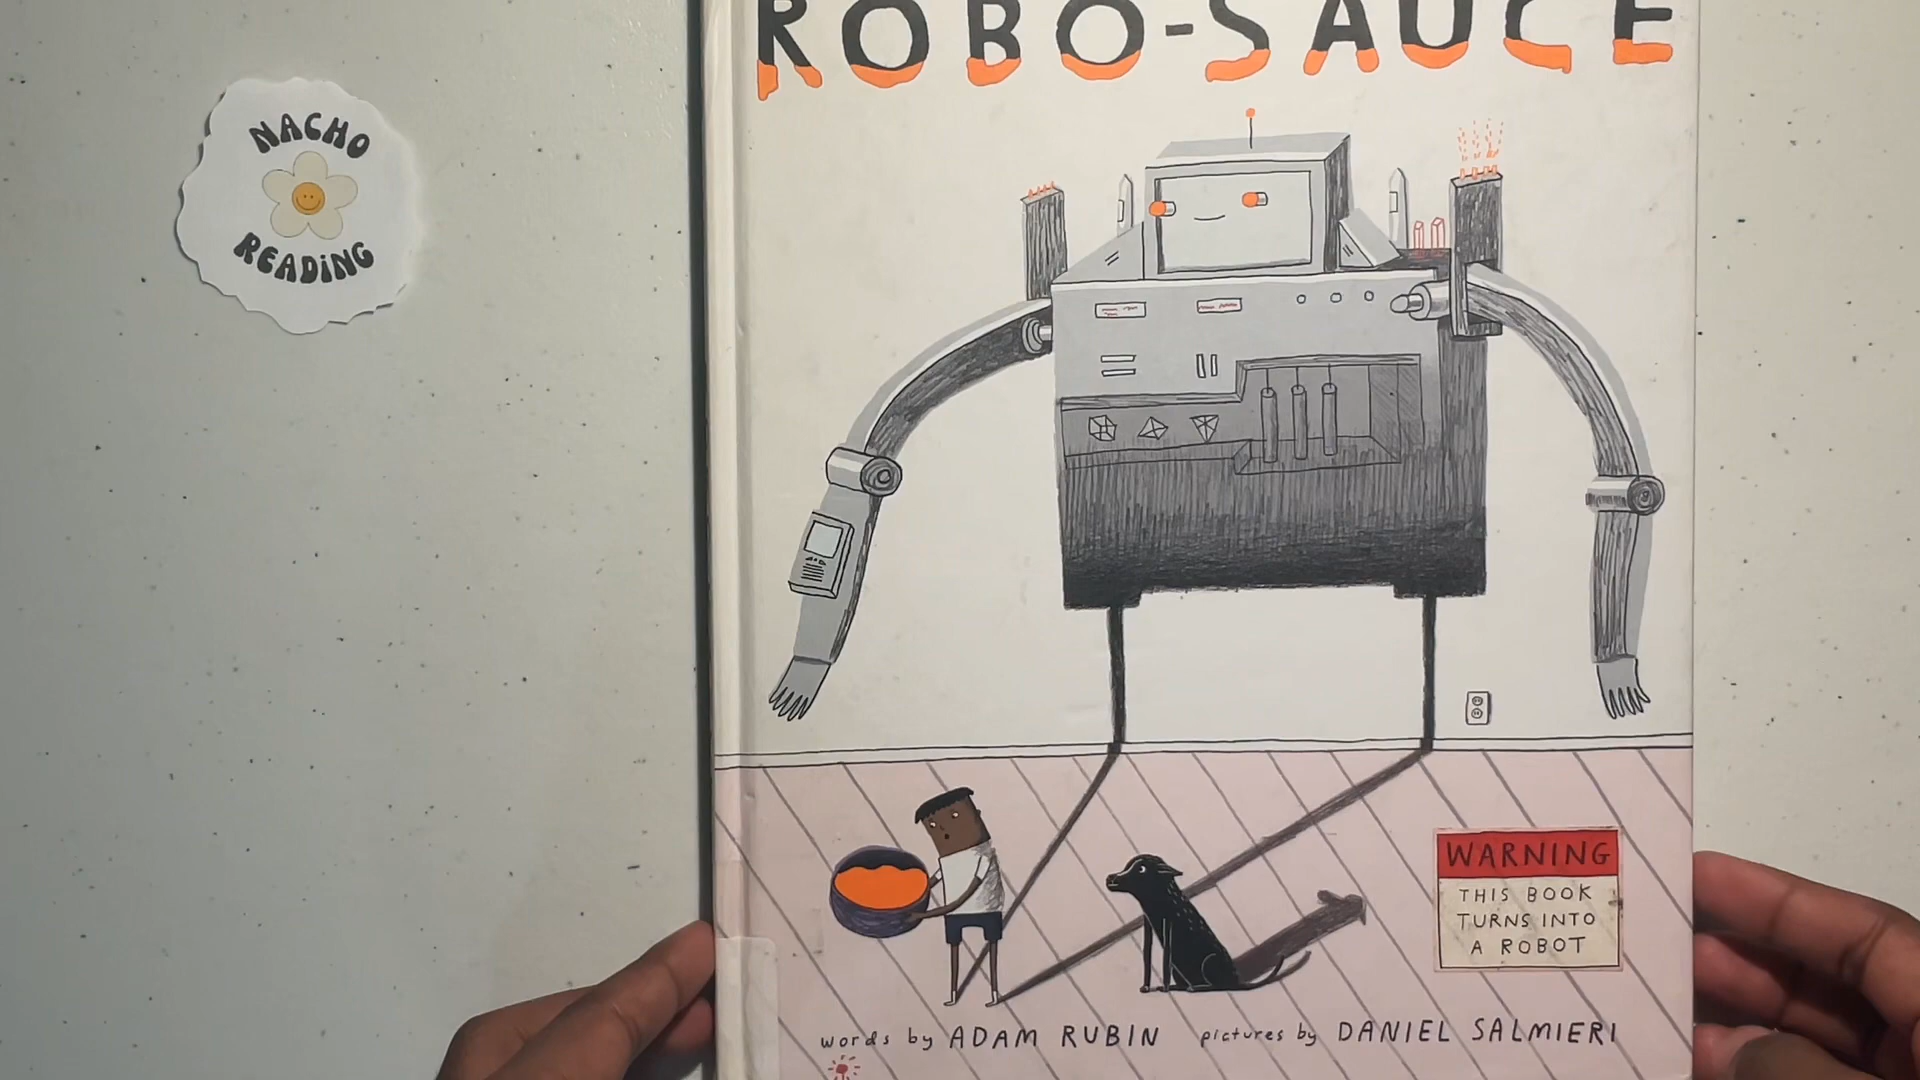 NACHO
READING
ROBO-SAUCE
WARNING
THIS BOOK
TURNS INTO
A ROBOT
words by ADAM RUBIN pictures by DANIEL SALMIERI